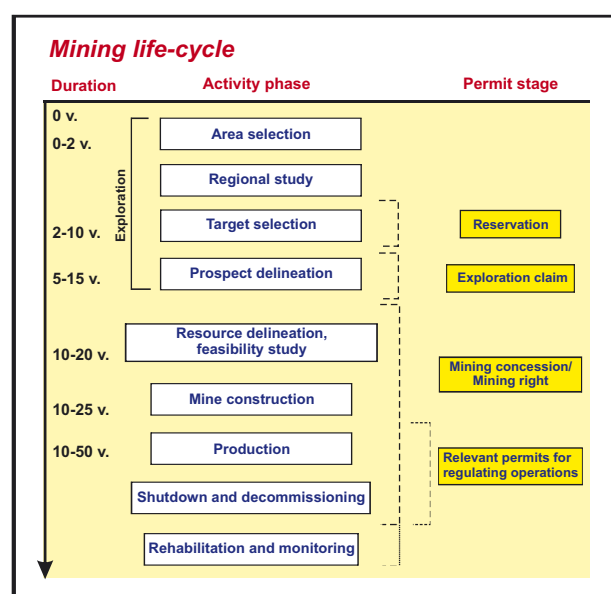 Mining life-cycle
Duration Activity phase Permit stage
0 v.
0-2 v.
Exploration
Area selection
Regional study
2-10 v.
Target selection
Reservation
5-15 v.
Prospect delineation
Exploration claim
Resource delineation,
feasibility study
10-20 v.
Mining concession/
Mining right
10-25 v.
Mine construction
10-50 v.
Production
Relevant permits for
regulating operations
Shutdown and decommissioning
Rehabilitation and monitoring